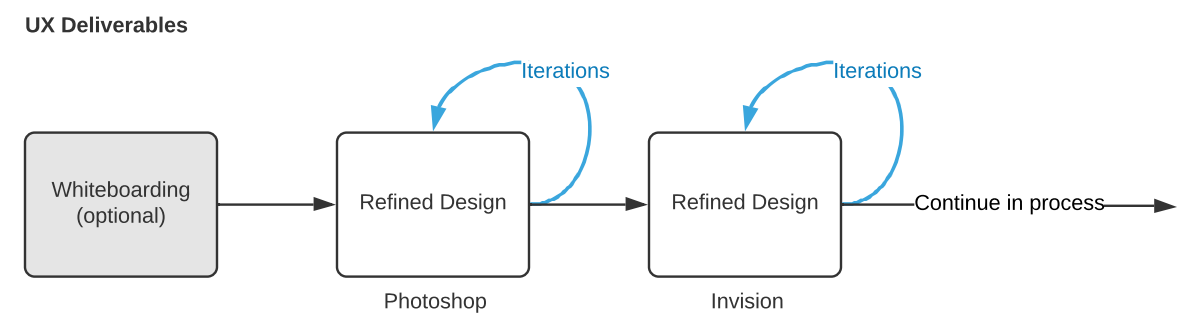 UX Deliverables
Iterations
Iterations
Whiteboarding
(optional)
Refined Design
Refined Design
Continue in process
Photoshop
Invision